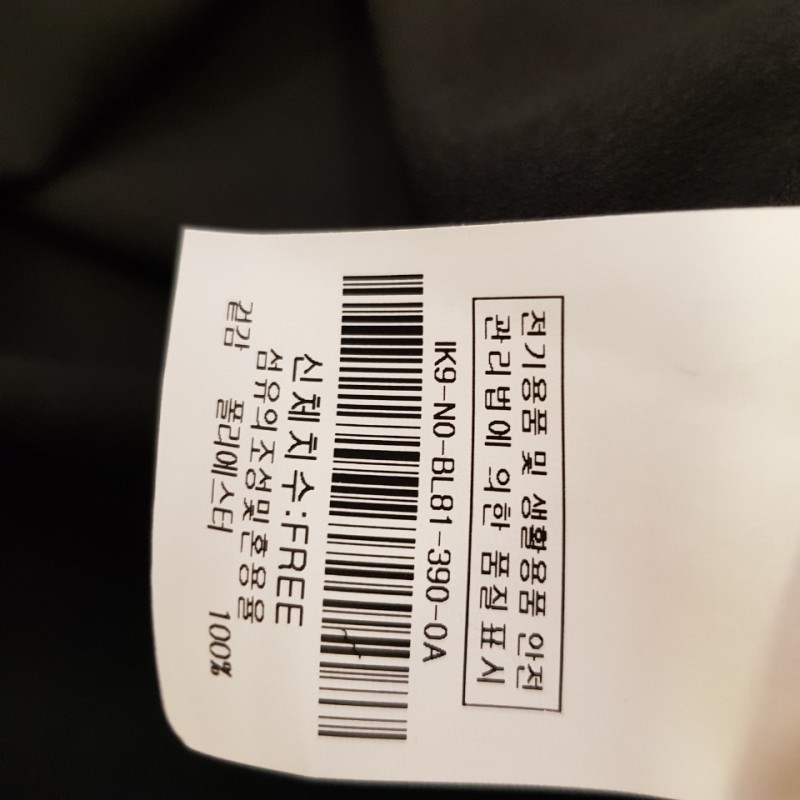 전기용품 및 생활용품 안전
관리법에 의한 품질표시
IK9-N0-BL81-390-0A
신체치수:FREE
섬유의조성및혼용율
겉감 폴리에스터 100%